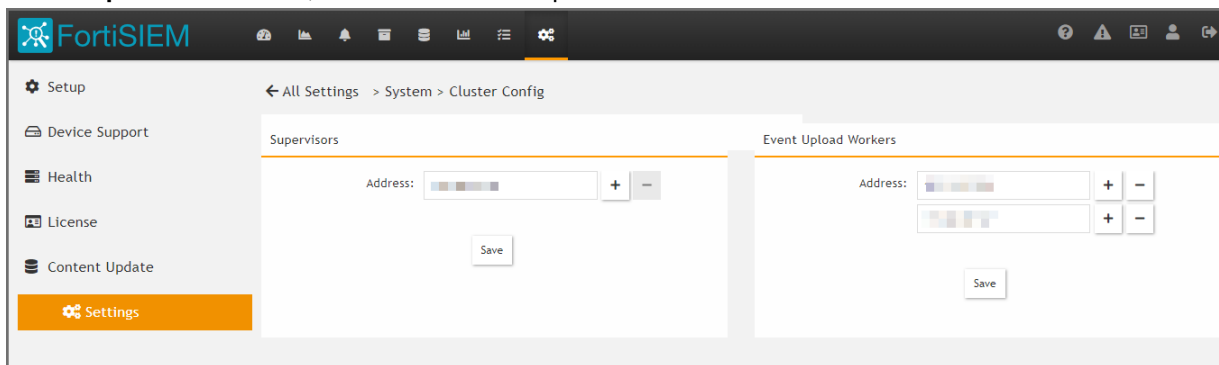 FortiSIEM
Setup
Device Support
Health
License
Content Update
Settings
All Settings > System > Cluster Config
Supervisors
Address:
+ -
Save
Event Upload Workers
Address:
+ -
+ -
Save